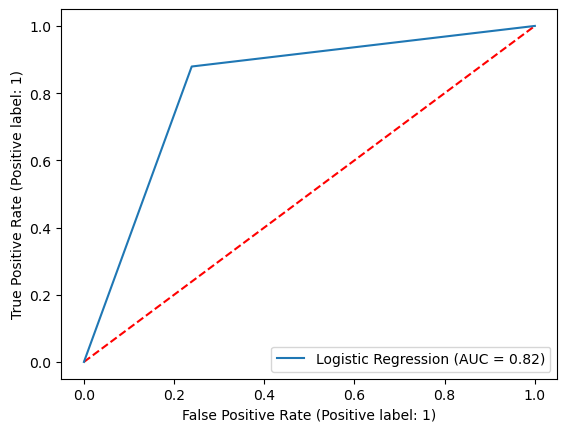 1.0
0.8
0.6
0.4
0.2
0.0
True Positive Rate (Positive label: 1)
Logistic Regression (AUC = 0.82)
0.0 0.2 0.4 0.6 0.8 1.0
False Positive Rate (Positive label: 1)